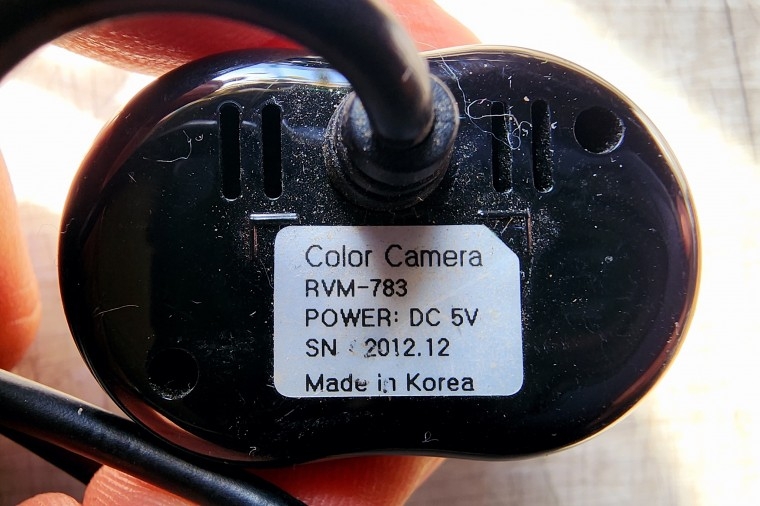 Color Camera
RVM-783
POWER: DC 5V
SN : 2012.12
Made in Korea